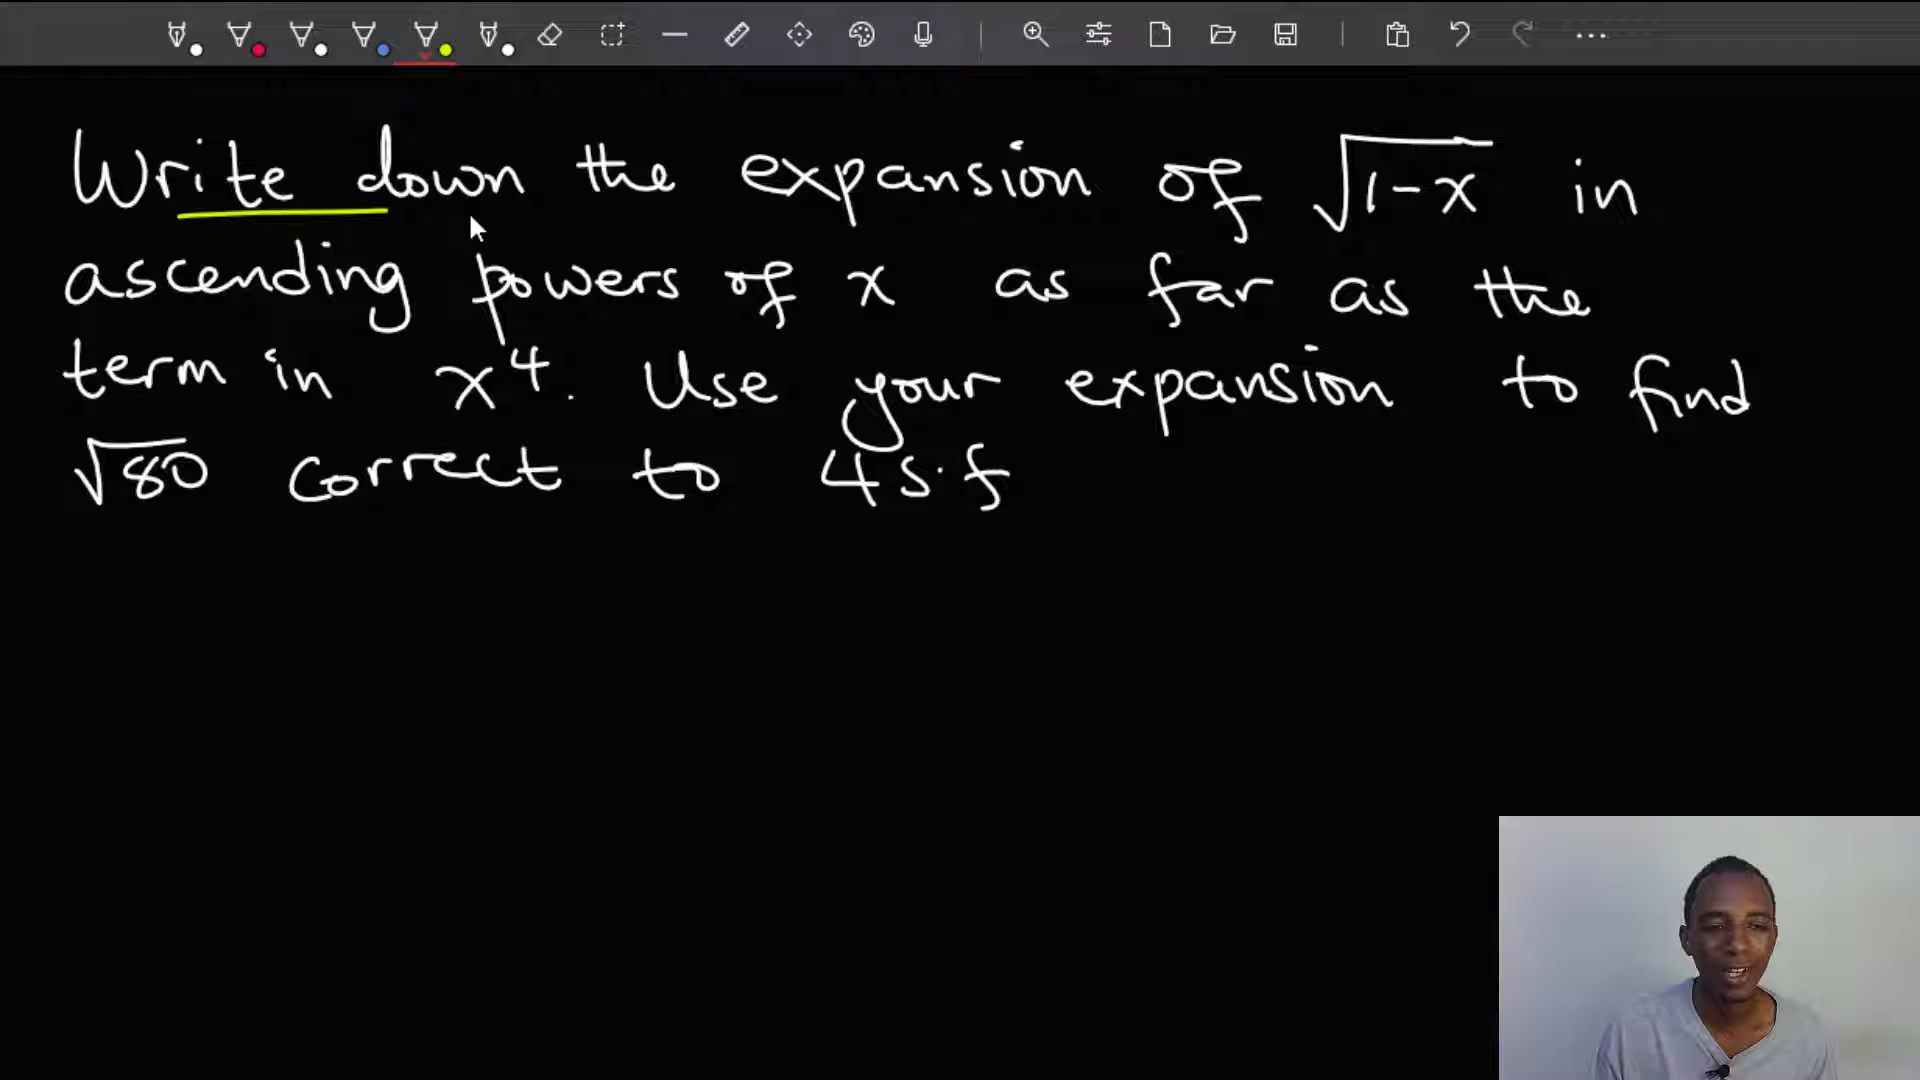 Write down the expansion of √1-x in
ascending powers of x as far as the
term in x⁴. Use your expansion to find
√80 correct to 4 s.f